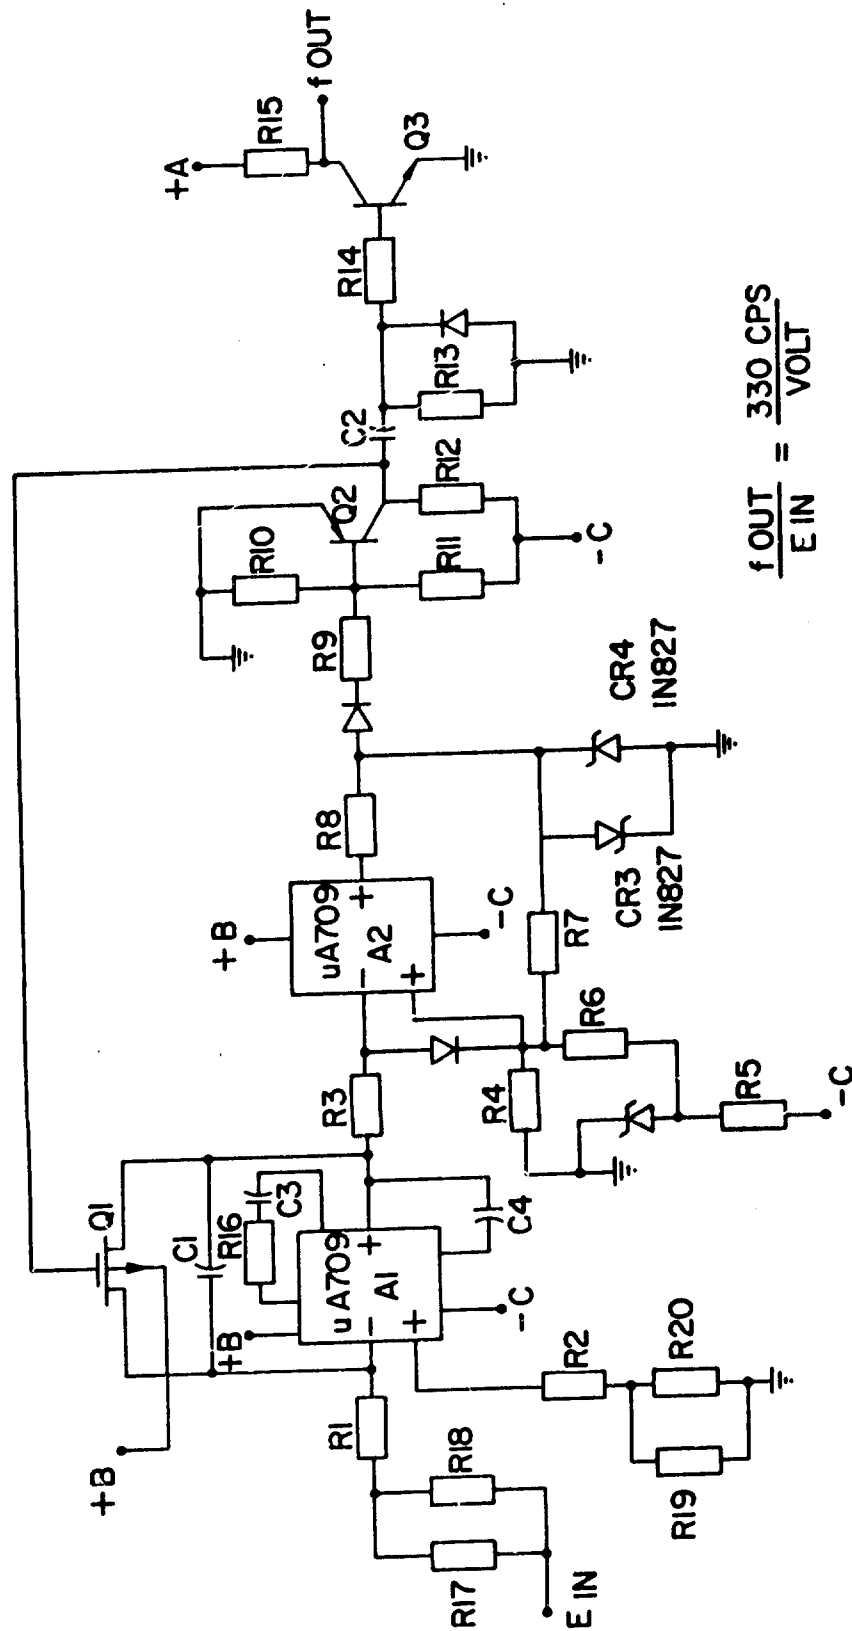 +A
R15
f OUT
Q3
R14
R13
C2
R12
Q2
R10
R11
-C
R9
CR4
IN827
R8
CR3
IN827
+B
uA709
A2
-
+
+
-C
R7
R6
R3
R4
R5
-C
Q1
C1
R16
C3
C4
+B
uA709
A1
-
+
+
-C
+B
R1
R2
R20
R19
R18
R17
E IN
f OUT
E IN
=
330 CPS
VOLT